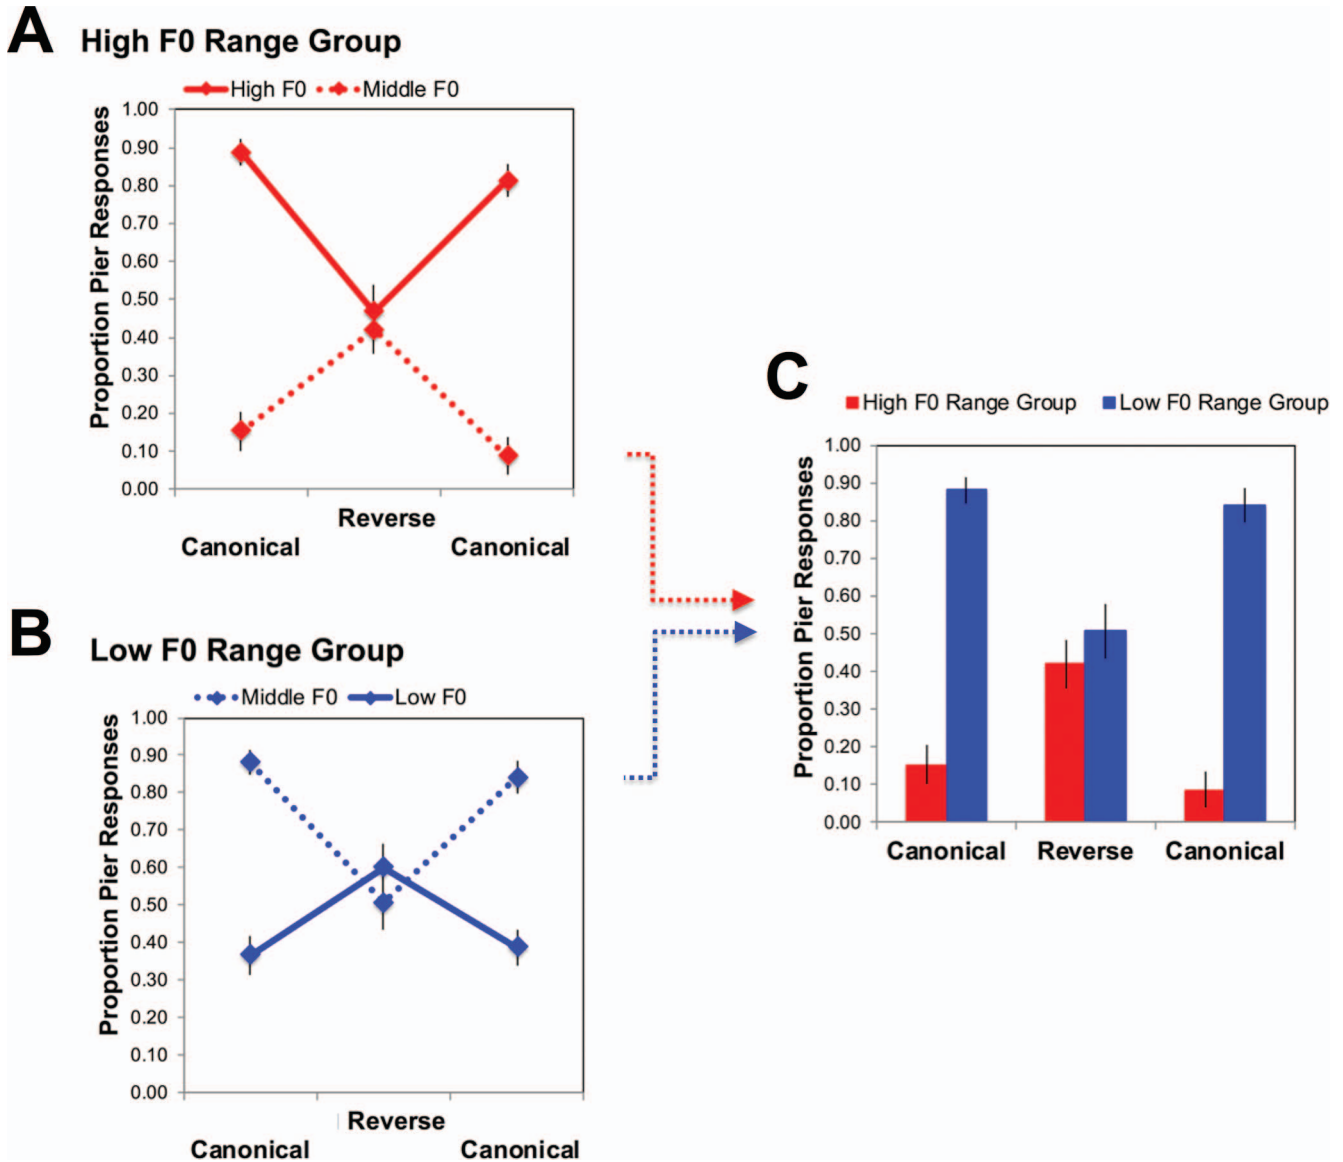 A
High F0 Range Group
High F0
Middle F0
Proportion Pier Responses
1.00
0.90
0.80
0.70
0.60
0.50
0.40
0.30
0.20
0.10
0.00
Reverse
Canonical
Canonical
B
Low F0 Range Group
Middle F0
Low F0
Proportion Pier Responses
1.00
0.90
0.80
0.70
0.60
0.50
0.40
0.30
0.20
0.10
0.00
Reverse
Canonical
Canonical
C
High F0 Range Group
Low F0 Range Group
Proportion Pier Responses
1.00
0.90
0.80
0.70
0.60
0.50
0.40
0.30
0.20
0.10
0.00
Canonical
Reverse
Canonical